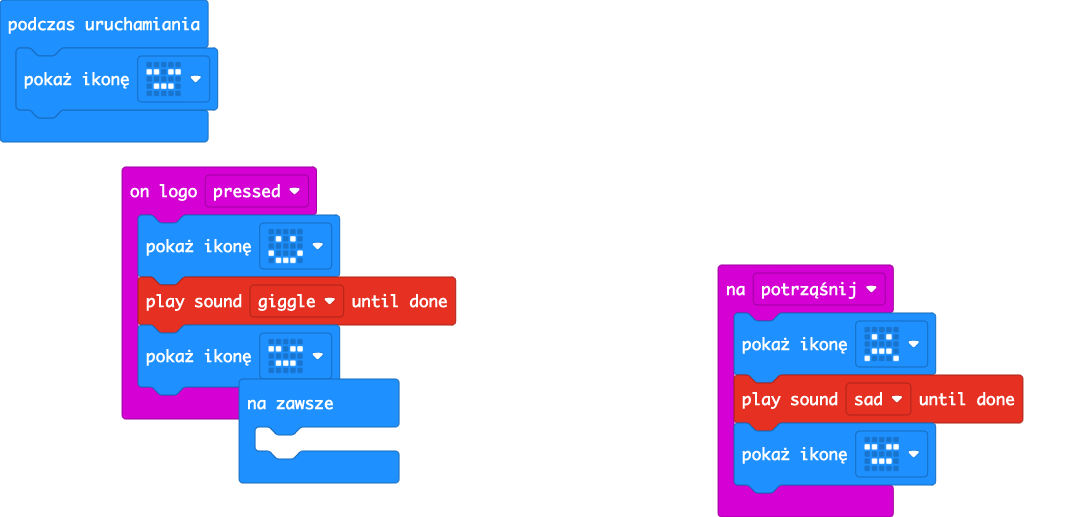 podczas uruchamiania
pokaż ikonę
on logo pressed
pokaż ikonę
play sound giggle until done
pokaż ikonę
na zawsze
na potrząśnij
pokaż ikonę
play sound sad until done
pokaż ikonę